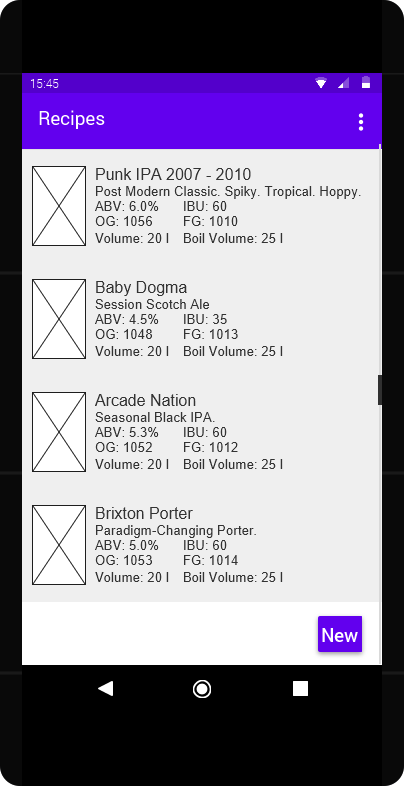 15:45
Recipes
Punk IPA 2007 - 2010
Post Modern Classic. Spiky. Tropical. Hoppy.
ABV: 6.0% IBU: 60
OG: 1056 FG: 1010
Volume: 20 l Boil Volume: 25 l
Baby Dogma
Session Scotch Ale
ABV: 4.5% IBU: 35
OG: 1048 FG: 1013
Volume: 20 l Boil Volume: 25 l
Arcade Nation
Seasonal Black IPA.
ABV: 5.3% IBU: 60
OG: 1052 FG: 1012
Volume: 20 l Boil Volume: 25 l
Brixton Porter
Paradigm-Changing Porter.
ABV: 5.0% IBU: 60
OG: 1053 FG: 1014
Volume: 20 l Boil Volume: 25 l
New